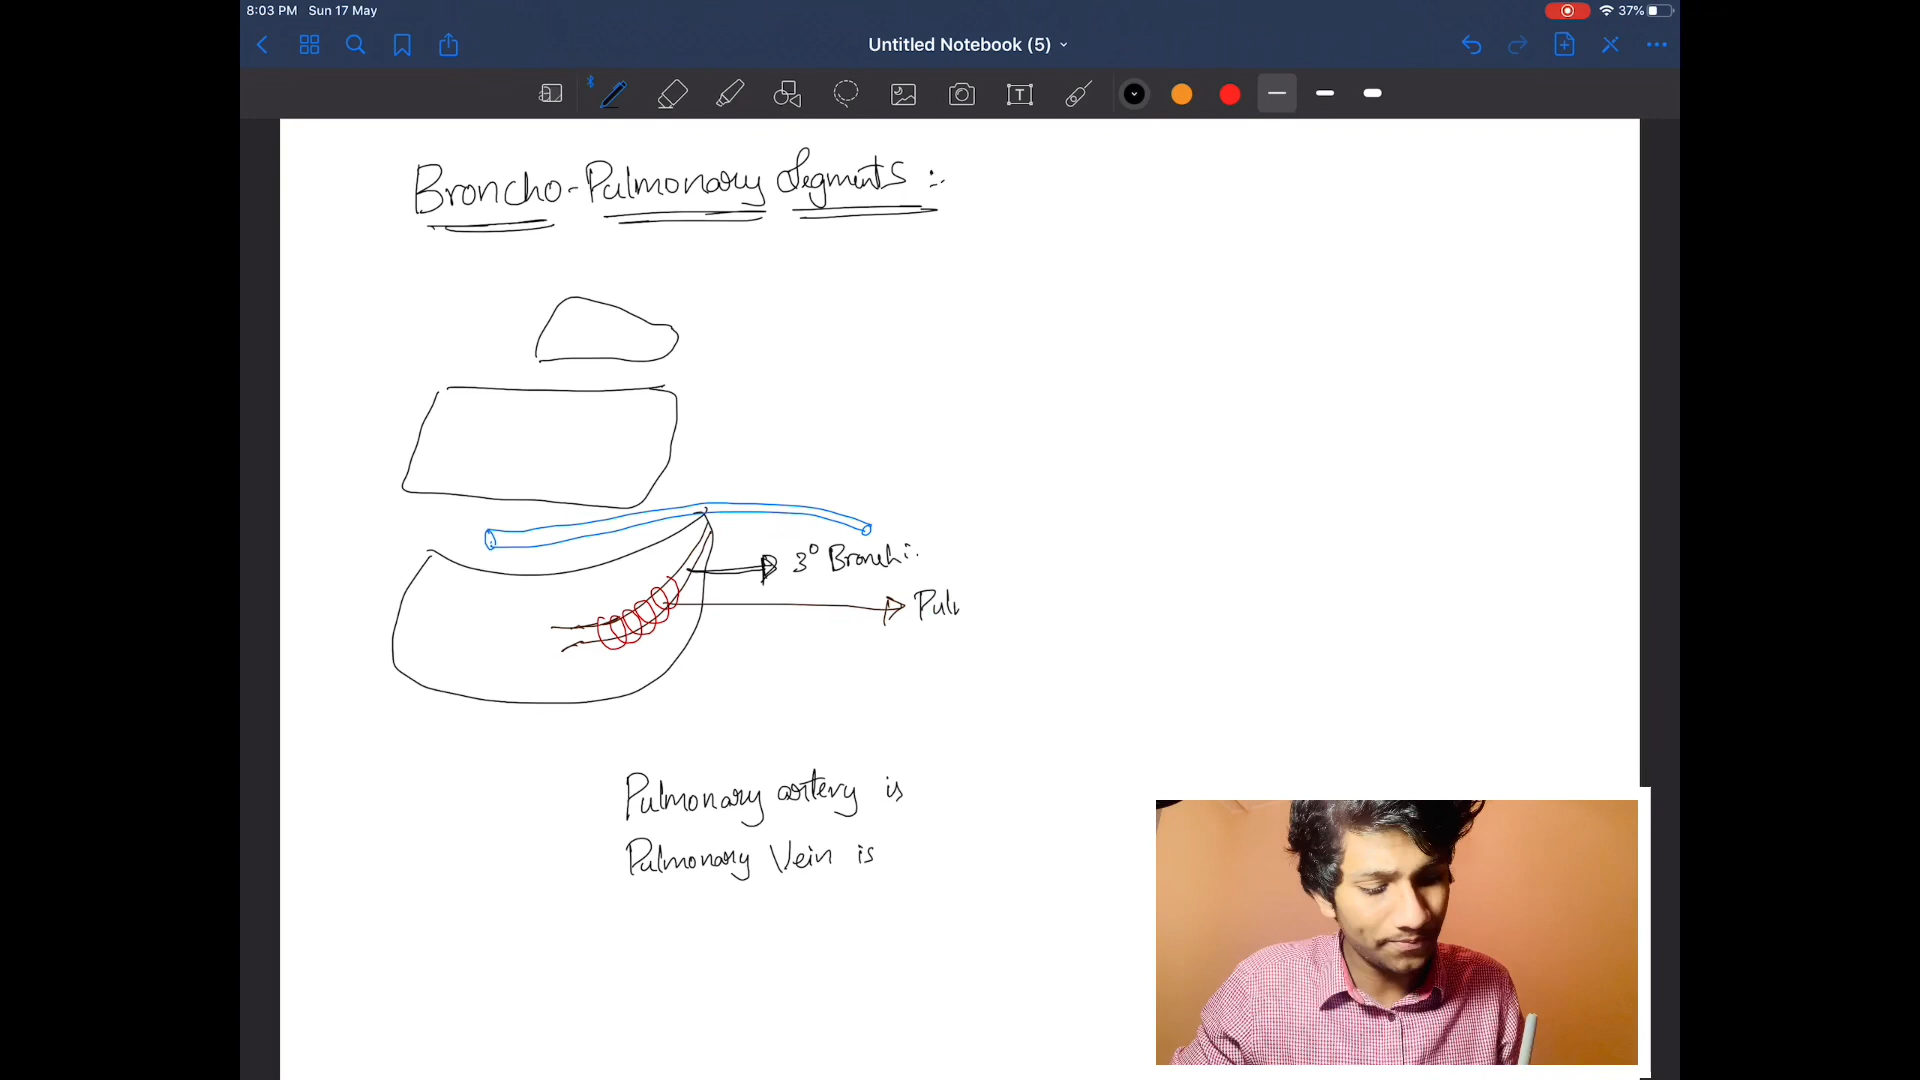 8:03 PM Sun 17 May
37%
Untitled Notebook (5)
T
Broncho-Pulmonary Segments :-
3° Bronchi :
Pul
Pulmonary artery is
Pulmonary Vein is